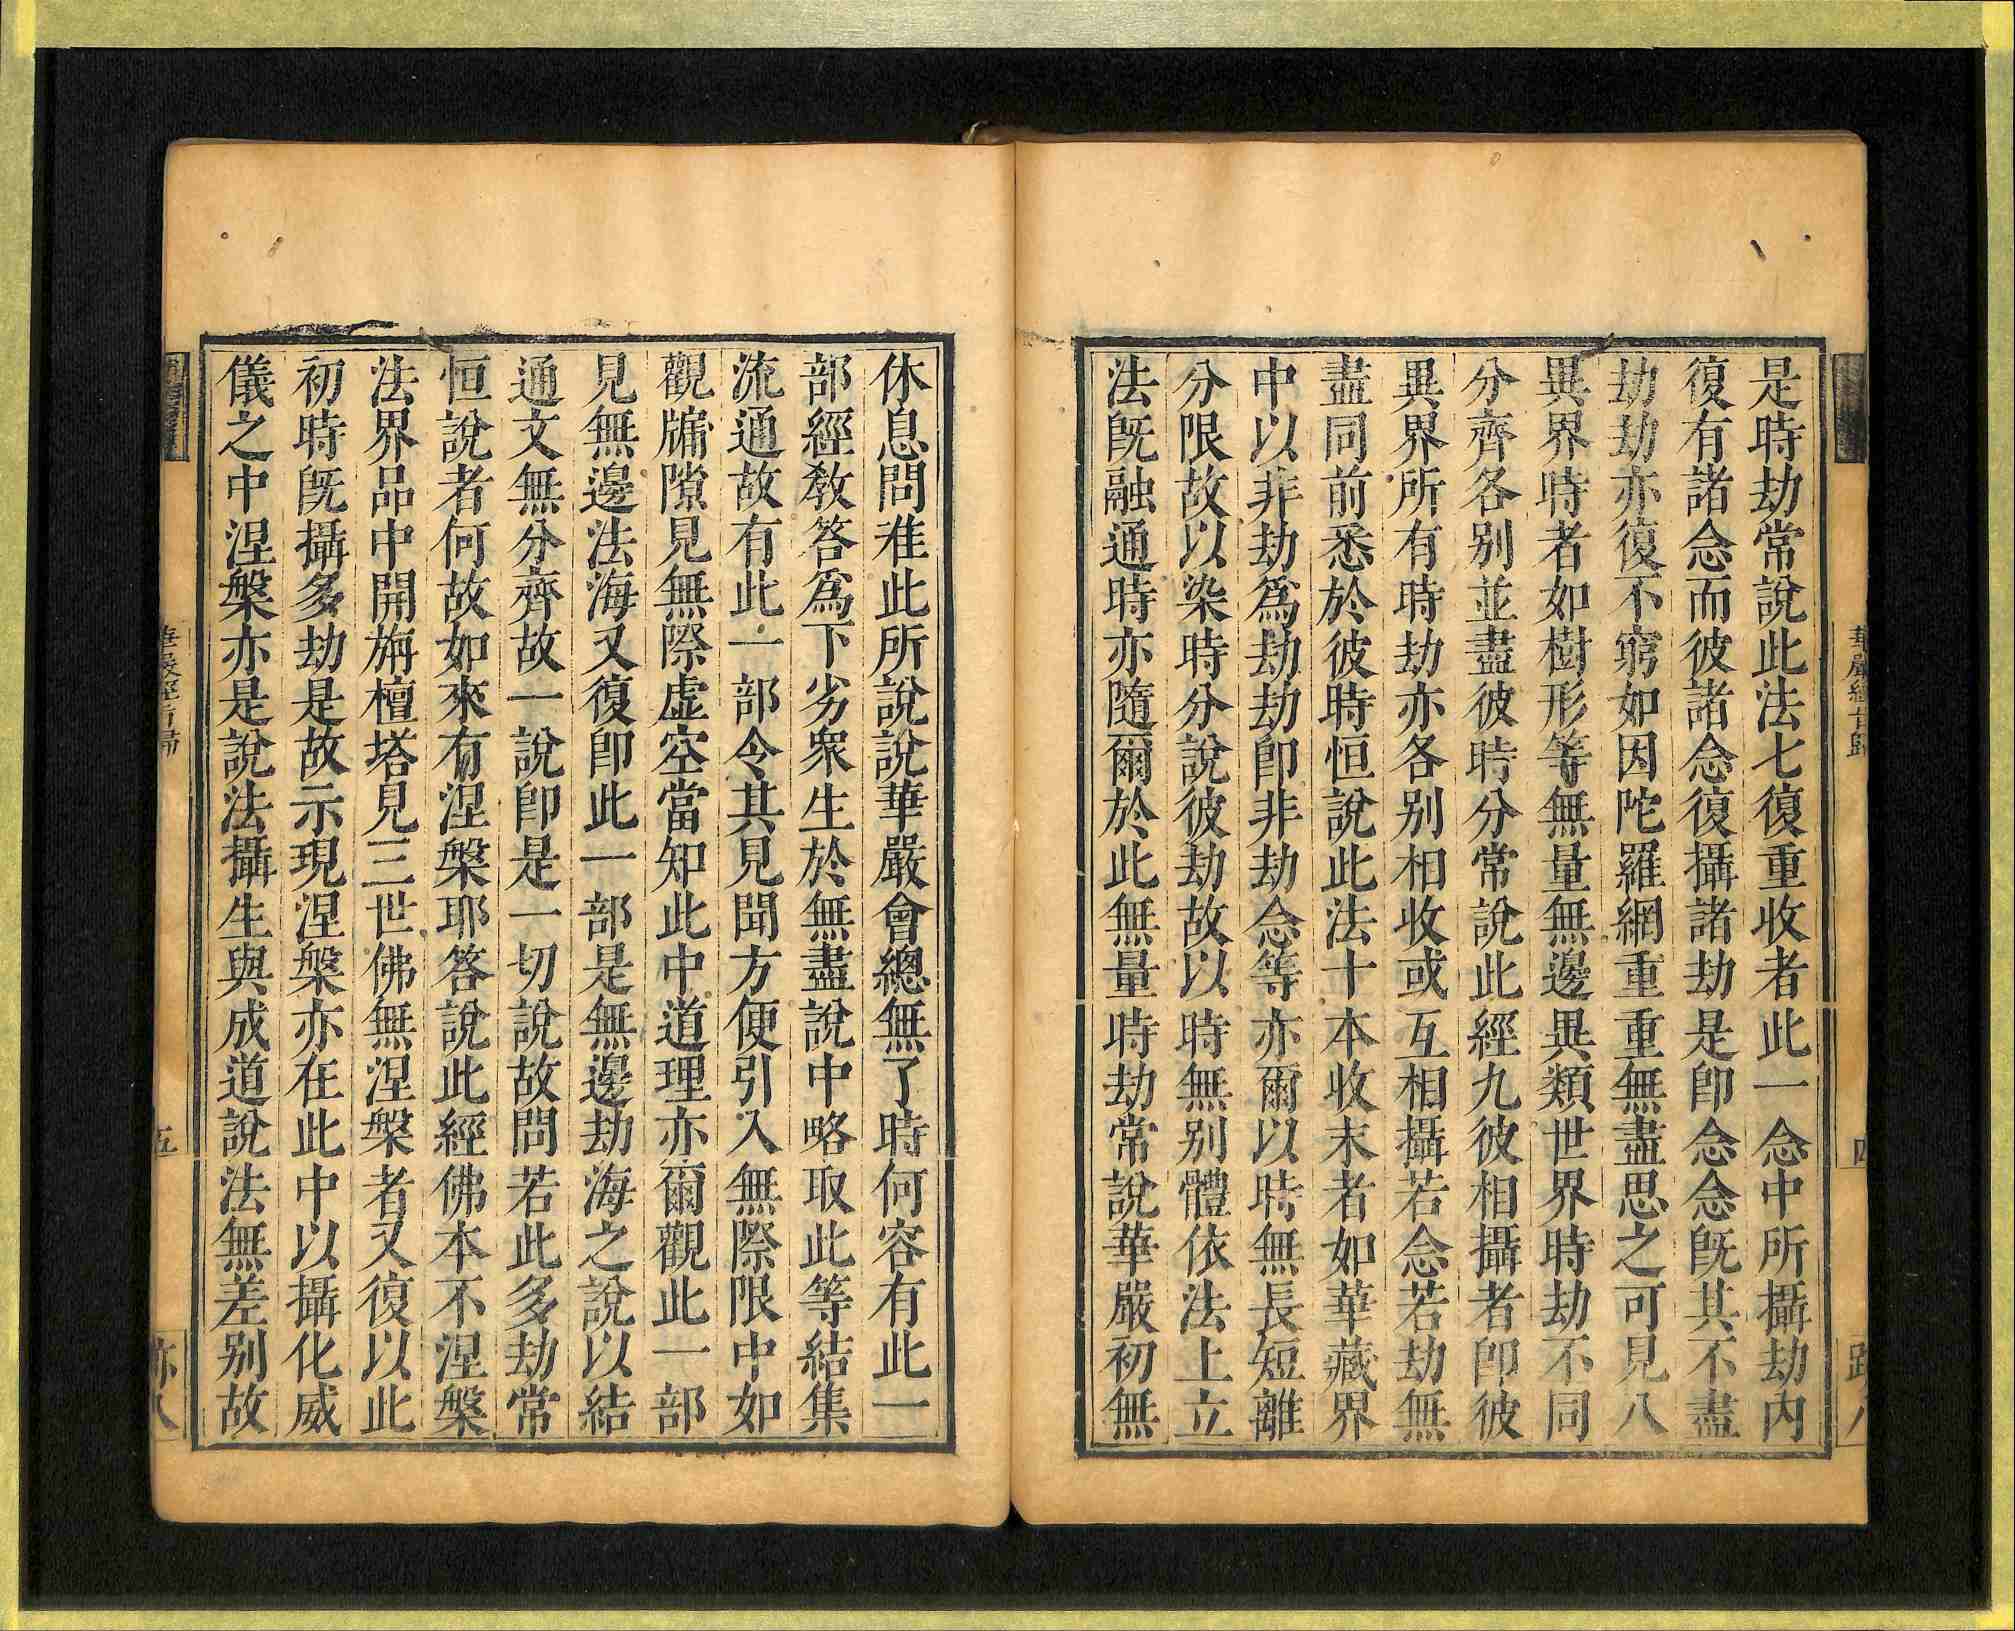 是時劫常說此法七復重收者此一念中所攝劫內
復有諸念而彼諸念復攝諸劫是卽念念既其不盡
劫劫亦復不窮如因陀羅網重重無盡思之可見八
異界時者如樹形等無量無邊異類世界時劫不同
分齊各別並盡彼時分常說此經九彼相攝者卽彼
異界所有時劫亦各別相收或互相攝若念若劫無
盡同前悉於彼時恒說此法十本收末者如華藏界
中以非劫爲劫劫卽非劫念等亦爾以時無長短離
分限故以染時分說彼劫故以時無別體依法上立
法旣融通時亦隨爾於此無量時劫常說華嚴初無
休息問准此所說說華嚴會總無了時何容有此一
部經教答爲下劣衆生於無盡說中略取此等結集
流通故有此一部令其見聞方便引入無際限中如
觀牖隙見無際虛空當知此中道理亦爾觀此一部
見無邊法海又復卽此一部是無邊劫海之說以結
通文無分齊故一說卽是一切說故問若此多劫常
恒說者何故如來有涅槃耶答說此經佛本不涅槃
法界品中開旃檀塔見三世佛無涅槃者又復以此
初時旣攝多劫是故示現涅槃亦在此中以攝化威
儀之中涅槃亦是說法攝生與成道說法無差別故
華嚴經旨歸
四
華嚴經旨歸
五